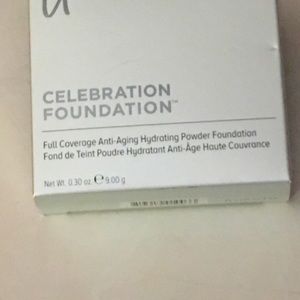 CELEBRATION
FOUNDATION™
Full Coverage Anti-Aging Hydrating Powder Foundation
Fond de Teint Poudre Hydratant Anti-Âge Haute Couvrance
Net Wt. 0.30 oz. ℮ 9.00 g